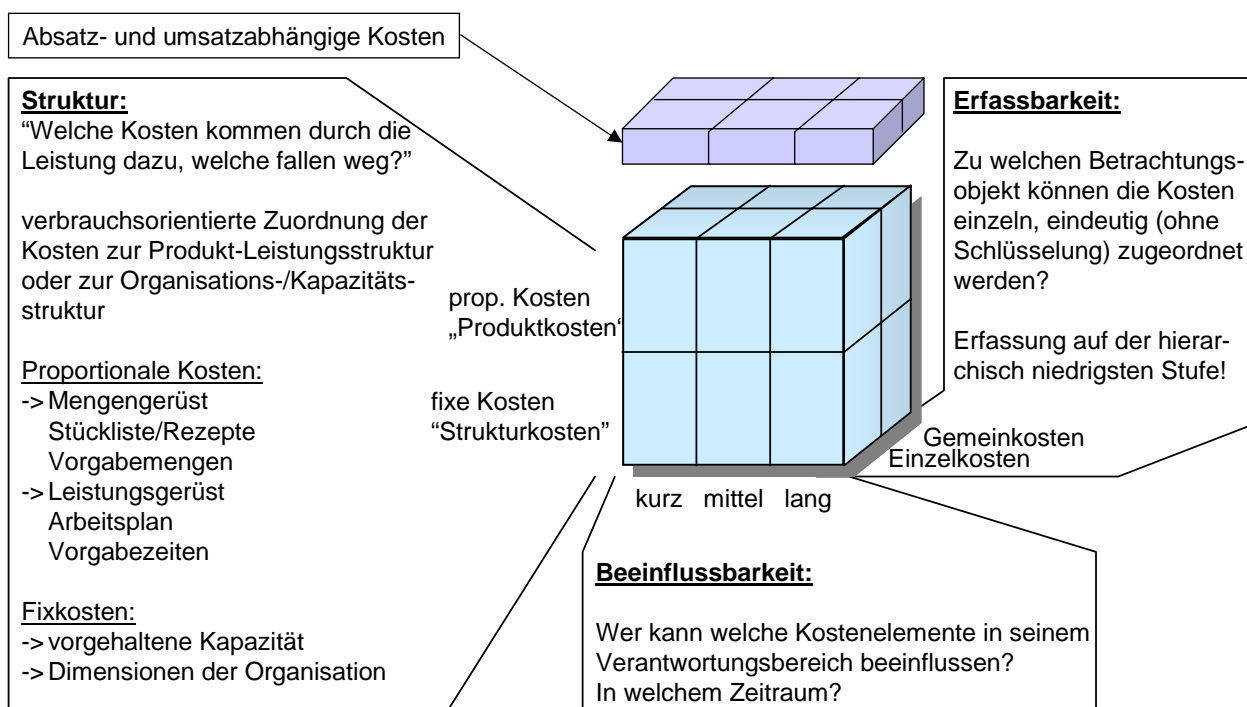 Absatz- und umsatzabhängige Kosten
Struktur:
“Welche Kosten kommen durch die
Leistung dazu, welche fallen weg?”
verbrauchsorientierte Zuordnung der
Kosten zur Produkt-Leistungsstruktur
oder zur Organisations-/Kapazitäts-
struktur
Proportionale Kosten:
-> Mengengerüst
Stückliste/Rezepte
Vorgabemengen
-> Leistungsgerüst
Arbeitsplan
Vorgabezeiten
Fixkosten:
-> vorgehaltene Kapazität
-> Dimensionen der Organisation
prop. Kosten
„Produktkosten“
fixe Kosten
“Strukturkosten”
kurz mittel lang
Gemeinkosten
Einzelkosten
Erfassbarkeit:
Zu welchen Betrachtungs-
objekt können die Kosten
einzeln, eindeutig (ohne
Schlüsselung) zugeordnet
werden?
Erfassung auf der hierar-
chisch niedrigsten Stufe!
Beeinflussbarkeit:
Wer kann welche Kostenelemente in seinem
Verantwortungsbereich beeinflussen?
In welchem Zeitraum?